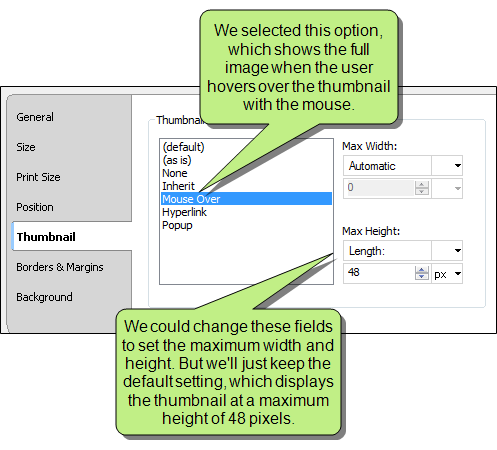 We selected this option,
which shows the full
image when the user
hovers over the thumbnail
with the mouse.
General
Size
Print Size
Position
Thumbnail
Borders & Margins
Background
Thumbnail
(default)
(as is)
None
Inherit
Mouse Over
Hyperlink
Popup
Max Width:
Automatic
0
Max Height:
Length:
48
px
We could change these fields
to set the maximum width and
height. But we'll just keep the
default setting, which displays
the thumbnail at a maximum
height of 48 pixels.